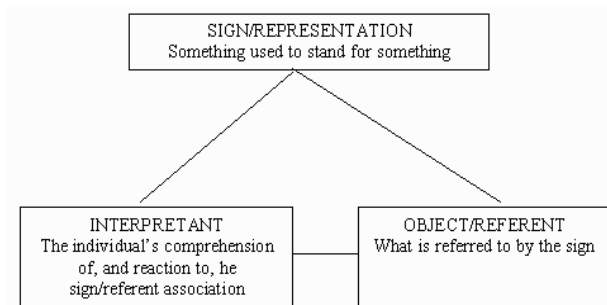 SIGN/REPRESENTATION
Something used to stand for something
INTERPRETANT
The individual's comprehension
of, and reaction to, he
sign/referent association
OBJECT/REFERENT
What is referred to by the sign